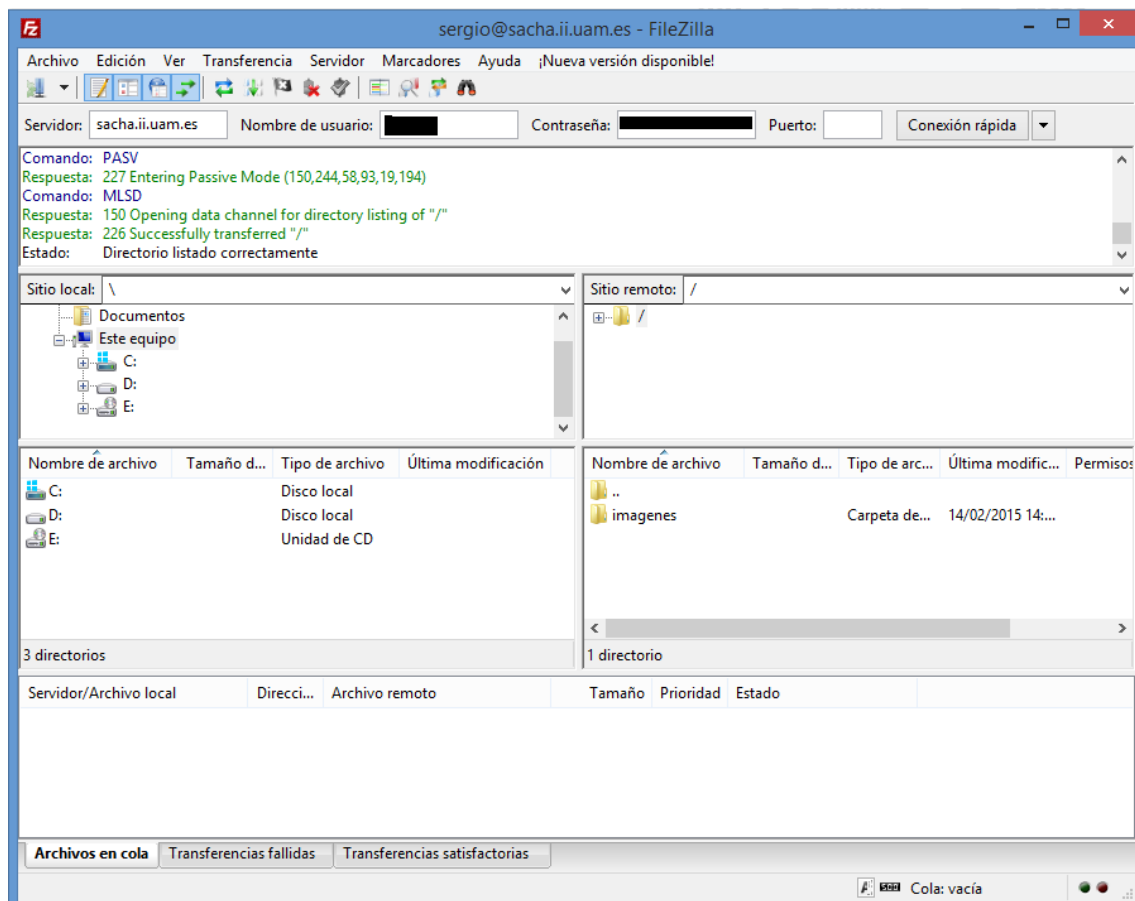 sergio@sacha.ii.uam.es - FileZilla
Archivo Edición Ver Transferencia Servidor Marcadores Ayuda ¡Nueva versión disponible!
Servidor: sacha.ii.uam.es Nombre de usuario: Contraseña: Puerto: Conexión rápida
Comando: PASV
Respuesta: 227 Entering Passive Mode (150,244,58,93,19,194)
Comando: MLSD
Respuesta: 150 Opening data channel for directory listing of "/"
Respuesta: 226 Successfully transferred "/"
Estado: Directorio listado correctamente
Sitio local: \
Documentos
Este equipo
C:
D:
E:
Sitio remoto: /
/
Nombre de archivo Tamaño d... Tipo de archivo Última modificación
C: Disco local
D: Disco local
E: Unidad de CD
3 directorios
Nombre de archivo Tamaño d... Tipo de arc... Última modific... Permisos
..
imagenes Carpeta de... 14/02/2015 14:...
1 directorio
Servidor/Archivo local Direcci... Archivo remoto Tamaño Prioridad Estado
Archivos en cola Transferencias fallidas Transferencias satisfactorias
Cola: vacía